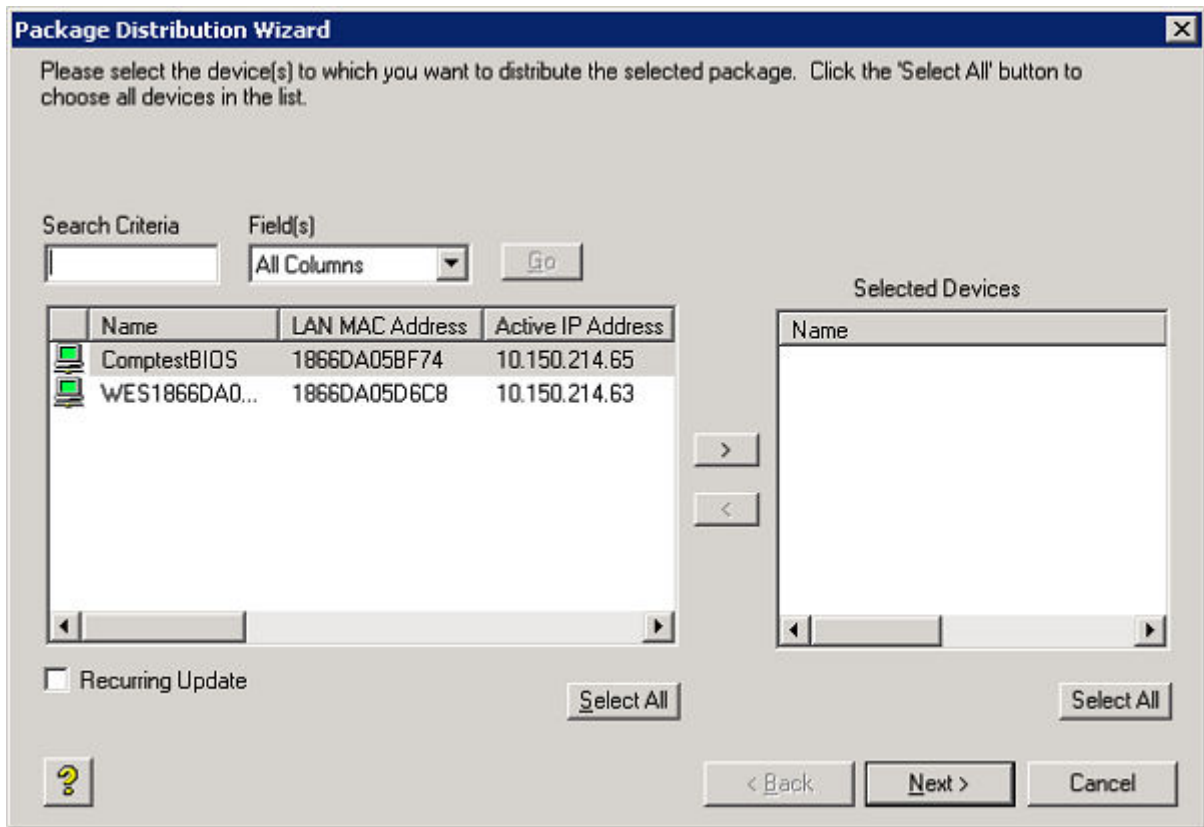 Package Distribution Wizard
Please select the device(s) to which you want to distribute the selected package. Click the 'Select All' button to
choose all devices in the list.
Search Criteria Field(s)
All Columns Go
Selected Devices
Name LAN MAC Address Active IP Address
Name
ComptestBIOS 1866DA05BF74 10.150.214.65
WES1866DA0... 1866DA05D6C8 10.150.214.63
>
<
Recurring Update
Select All Select All
? < Back Next > Cancel